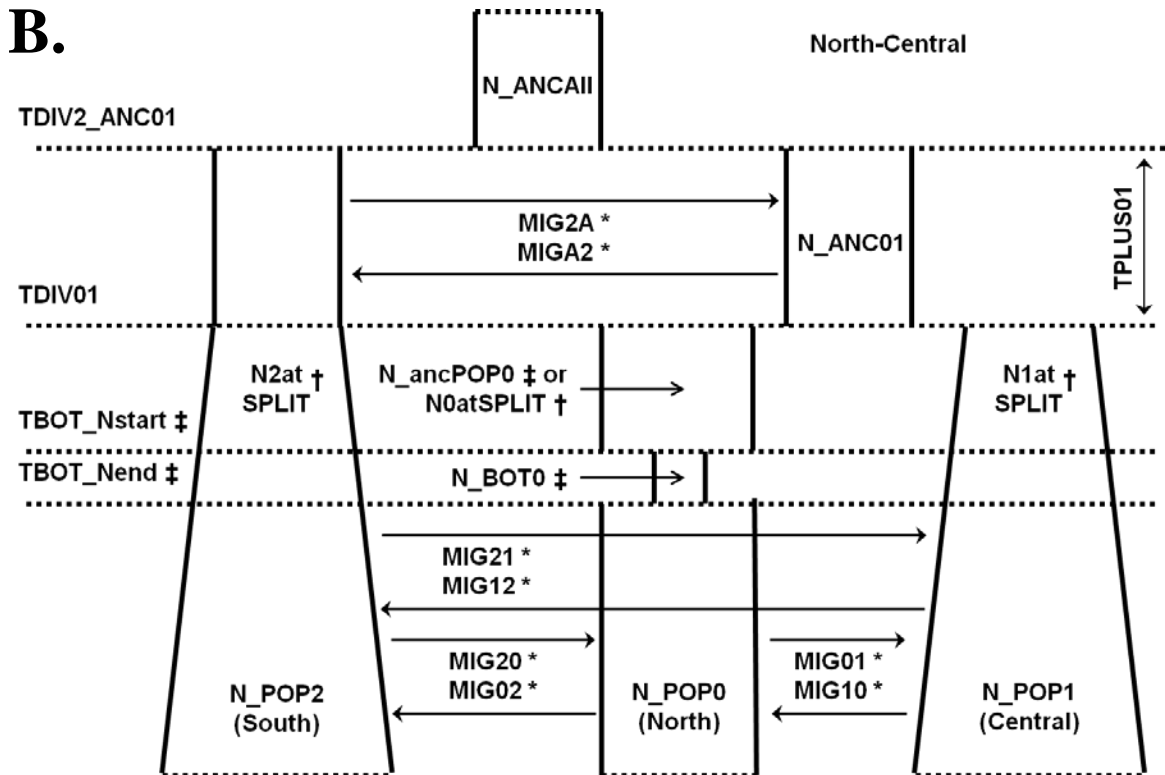 B.
North-Central
N_ANCAll
TDIV2_ANC01
MIG2A *
MIGA2 *
N_ANC01
TPLUS01
TDIV01
N2at †
SPLIT
N_ancPOP0 ‡ or
N0atSPLIT †
N1at †
SPLIT
TBOT_Nstart ‡
TBOT_Nend ‡
N_BOT0 ‡
MIG21 *
MIG12 *
MIG20 *
MIG02 *
MIG01 *
MIG10 *
N_POP2
(South)
N_POP0
(North)
N_POP1
(Central)